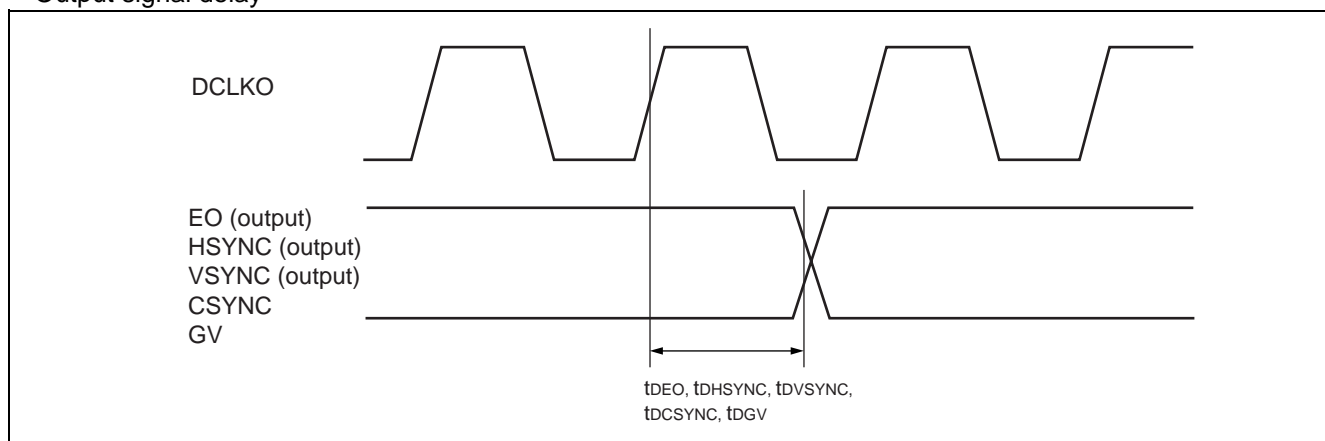 Output signal delay
DCLKO
EO (output)
HSYNC (output)
VSYNC (output)
CSYNC
GV
tDEO, tDHSYNC, tDVSYNC,
tDCSYNC, tDGV